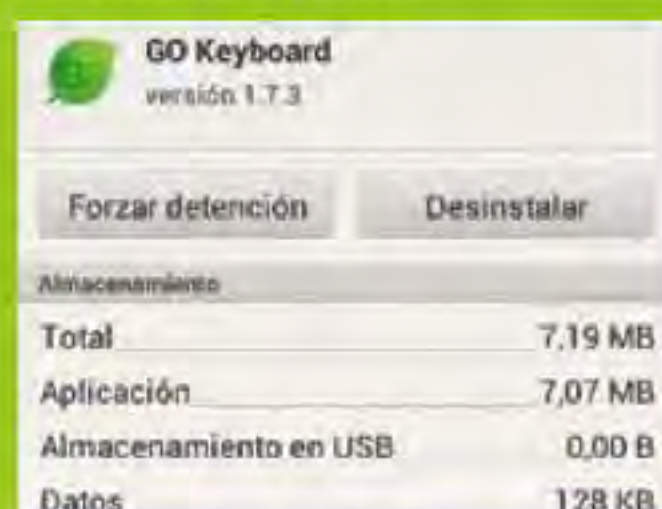 GO Keyboard
versión 1.7.3
Forzar detención
Desinstalar
Almacenamiento
Total 7,19 MB
Aplicación 7,07 MB
Almacenamiento en USB 0,00 B
Datos 128 KB